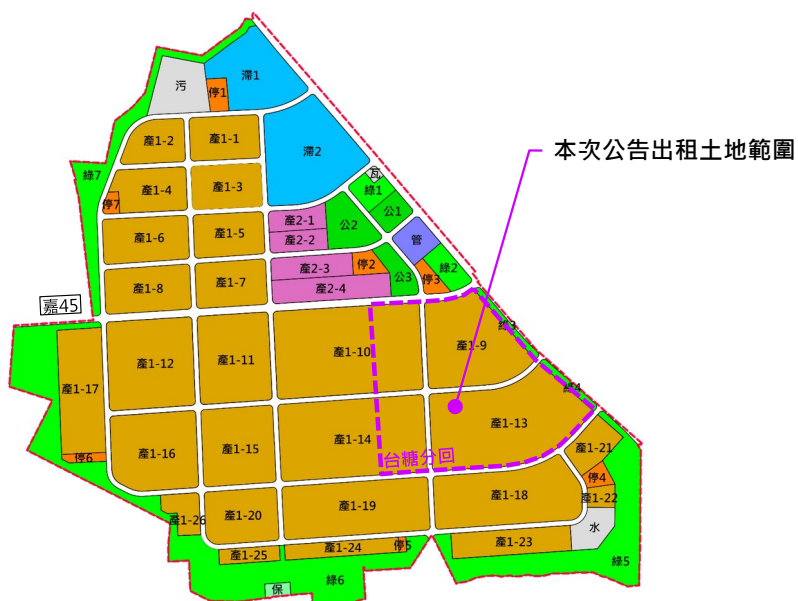 滯1
污
停1
產1-2
產1-1
本次公告出租土地範圍
滯2
綠7
瓦
產1-4
產1-3
綠1
停7
公1
產2-1
公2
產1-6
產1-5
產2-2
管
產2-3
停2
綠2
產1-8
產1-7
公3
停3
產2-4
嘉45
綠3
產1-9
產1-10
產1-12
產1-11
產1-17
綠4
產1-13
產1-14
產1-15
產1-16
產1-21
台糖分回
停6
停4
產1-18
產1-22
產1-19
產1-20
產1-26
水
產1-23
停5
產1-24
產1-25
綠5
綠6
保